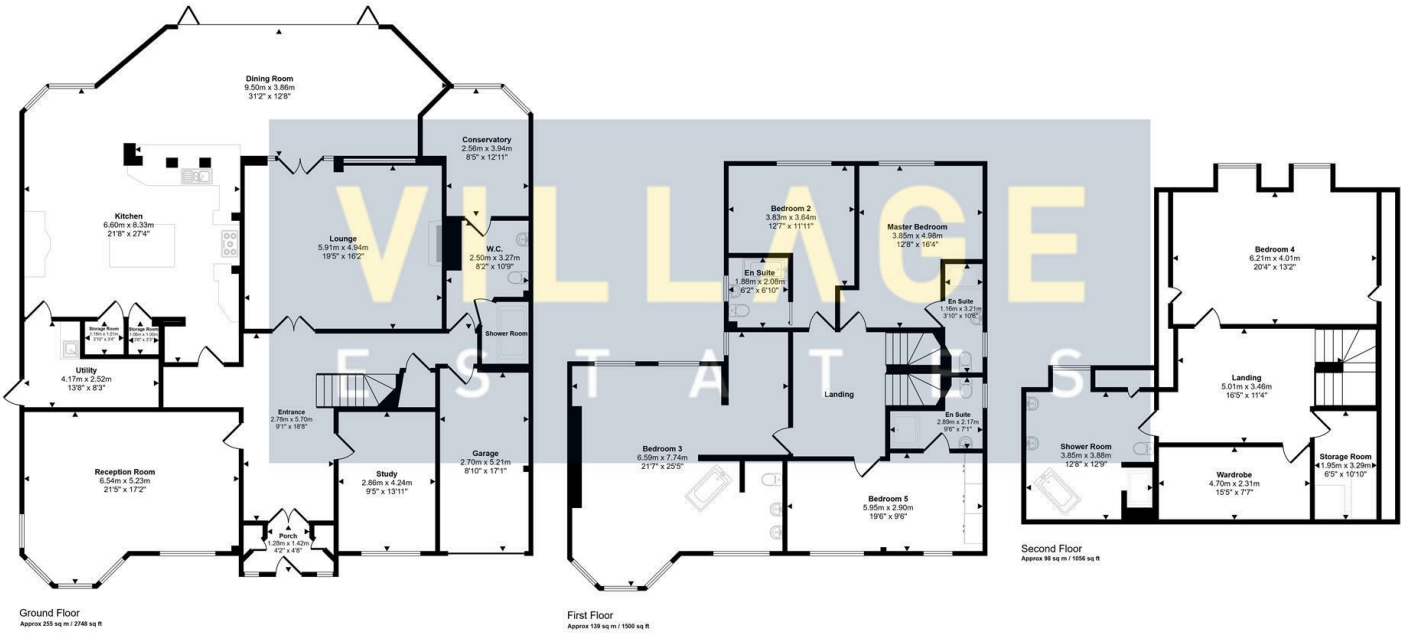 Dining Room
9.50m x 3.86m
31'2" x 12'8"
Conservatory
2.56m x 3.94m
8'5" x 12'11"
Kitchen
6.60m x 8.33m
21'8" x 27'4"
Lounge
5.91m x 4.94m
19'5" x 16'2"
W.C.
2.50m x 3.27m
8'2" x 10'9"
Shower Room
Storage Room
Storage Room
Utility
4.17m x 2.52m
13'8" x 8'3"
Entrance
2.78m x 5.70m
9'1" x 18'8"
Reception Room
6.54m x 5.23m
21'5" x 17'2"
Study
2.86m x 4.24m
9'5" x 13'11"
Garage
2.70m x 5.21m
8'10" x 17'1"
Porch
1.28m x 1.42m
4'2" x 4'8"
Ground Floor
Approx 255 sq m / 2748 sq ft
VILLAGE
ESTATES
Bedroom 2
3.83m x 3.64m
12'7" x 11'11"
Master Bedroom
3.85m x 4.98m
12'8" x 16'4"
En Suite
1.88m x 2.08m
6'2" x 6'10"
En Suite
1.16m x 3.21m
3'10" x 10'6"
Landing
En Suite
2.89m x 2.17m
9'6" x 7'1"
Bedroom 3
6.59m x 7.74m
21'7" x 25'5"
Bedroom 5
5.95m x 2.90m
19'6" x 9'6"
First Floor
Approx 139 sq m / 1500 sq ft
Bedroom 4
6.21m x 4.01m
20'4" x 13'2"
Landing
5.01m x 3.46m
16'5" x 11'4"
Shower Room
3.85m x 3.88m
12'8" x 12'9"
Storage Room
1.95m x 3.29m
6'5" x 10'10"
Wardrobe
4.70m x 2.31m
15'5" x 7'7"
Second Floor
Approx 98 sq m / 1056 sq ft